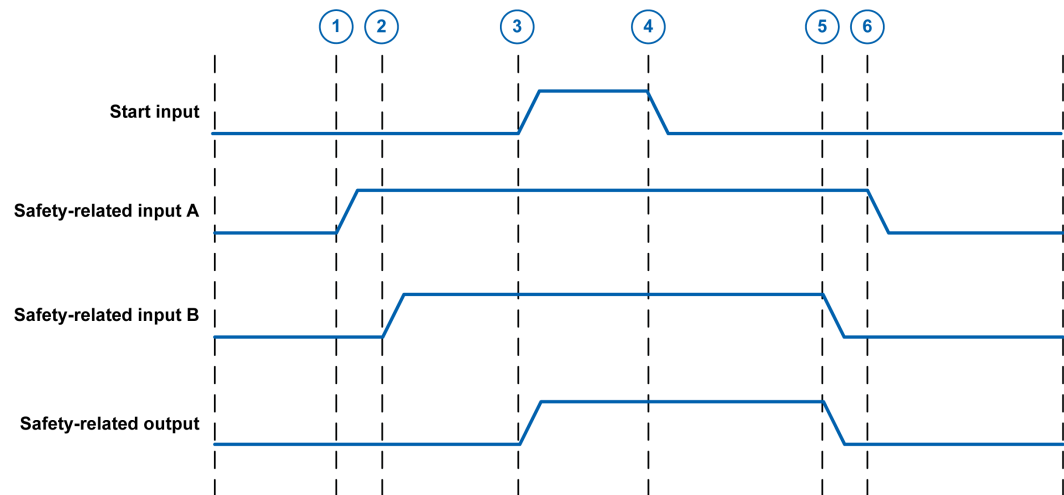 1 2 3 4 5 6
Start input
Safety-related input A
Safety-related input B
Safety-related output